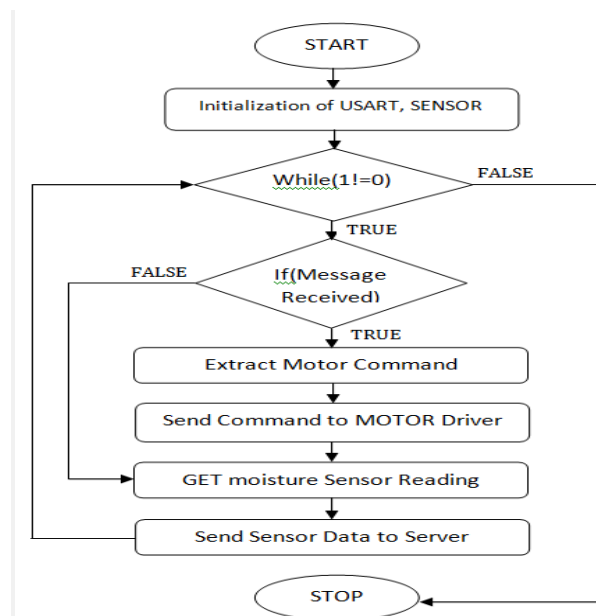 START
Initialization of USART, SENSOR
While(1!=0)
FALSE
TRUE
FALSE
If(Message
Received)
TRUE
Extract Motor Command
Send Command to MOTOR Driver
GET moisture Sensor Reading
Send Sensor Data to Server
STOP